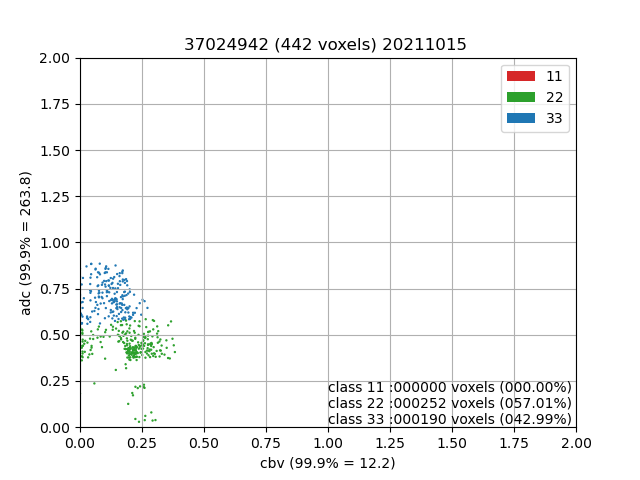 37024942 (442 voxels) 20211015
2.00
1.75
1.50
1.25
1.00
0.75
0.50
0.25
0.00
adc (99.9% = 263.8)
11
22
33
class 11 :000000 voxels (000.00%)
class 22 :000252 voxels (057.01%)
class 33 :000190 voxels (042.99%)
0.00 0.25 0.50 0.75 1.00 1.25 1.50 1.75 2.00
cbv (99.9% = 12.2)